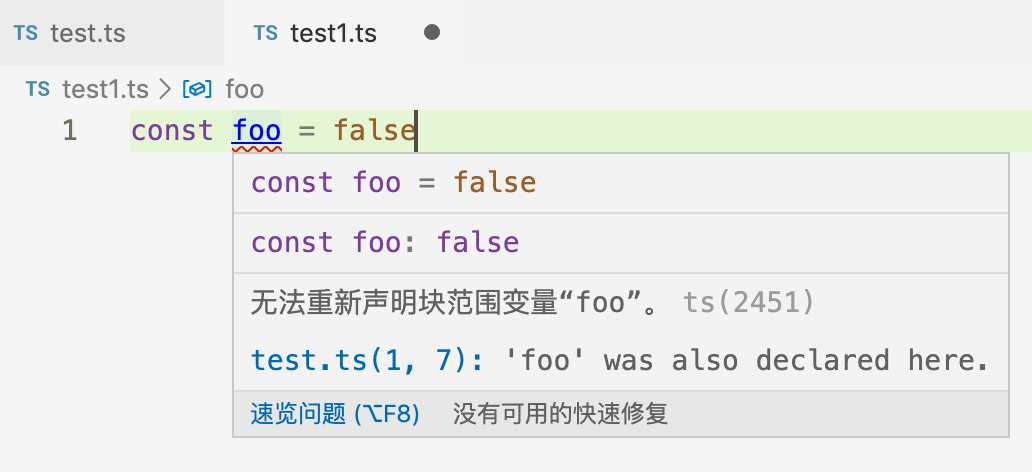 TS test.ts TS test1.ts
TS test1.ts > foo
1 const foo = false
const foo = false
const foo: false
无法重新声明块范围变量“foo”。 ts(2451)
test.ts(1, 7): 'foo' was also declared here.
速览问题 (⌥F8) 没有可用的快速修复